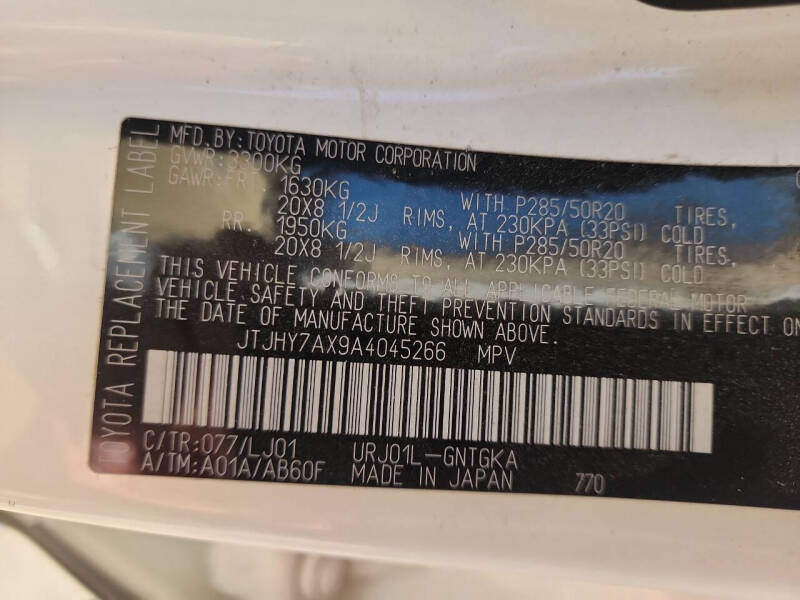 TOYOTA REPLACEMENT LABEL
MFD.BY:TOYOTA MOTOR CORPORATION
GVWR:3300KG
GAWR:FR. 1630KG WITH P285/50R20 TIRES,
20X8 1/2J RIMS, AT 230KPA (33PSI) COLD
RR. 1950KG WITH P285/50R20 TIRES,
20X8 1/2J RIMS, AT 230KPA (33PSI) COLD
THIS VEHICLE CONFORMS TO ALL APPLICABLE FEDERAL MOTOR
VEHICLE SAFETY AND THEFT PREVENTION STANDARDS IN EFFECT ON
THE DATE OF MANUFACTURE SHOWN ABOVE.
JTJHY7AX9A4045266 MPV
C/TR:077/LJ01 URJ01L-GNTGKA
A/TM:A01A/AB60F MADE IN JAPAN 770